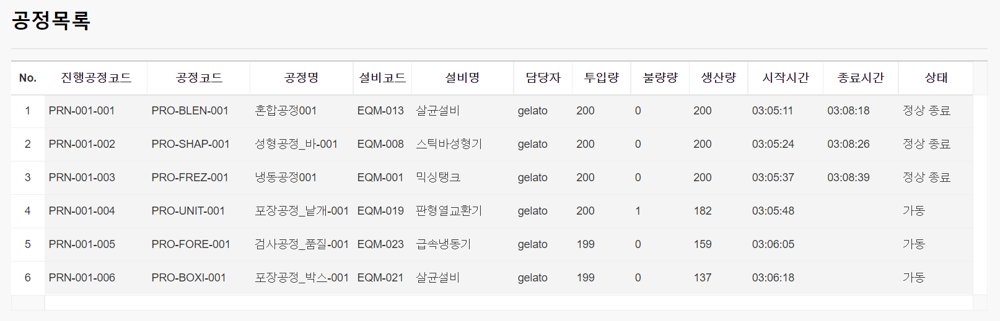 공정목록
No. 진행공정코드 공정코드 공정명 설비코드 설비명 담당자 투입량 불량량 생산량 시작시간 종료시간 상태
1 PRN-001-001 PRO-BLEN-001 혼합공정001 EQM-013 살균설비 gelato 200 0 200 03:05:11 03:08:18 정상 종료
2 PRN-001-002 PRO-SHAP-001 성형공정_바-001 EQM-008 스틱바성형기 gelato 200 0 200 03:05:24 03:08:26 정상 종료
3 PRN-001-003 PRO-FREZ-001 냉동공정001 EQM-001 믹싱탱크 gelato 200 0 200 03:05:37 03:08:39 정상 종료
4 PRN-001-004 PRO-UNIT-001 포장공정_낱개-001 EQM-019 판형열교환기 gelato 200 1 182 03:05:48 가동
5 PRN-001-005 PRO-FORE-001 검사공정_품질-001 EQM-023 급속냉동기 gelato 199 0 159 03:06:05 가동
6 PRN-001-006 PRO-BOXI-001 포장공정_박스-001 EQM-021 살균설비 gelato 199 0 137 03:06:18 가동